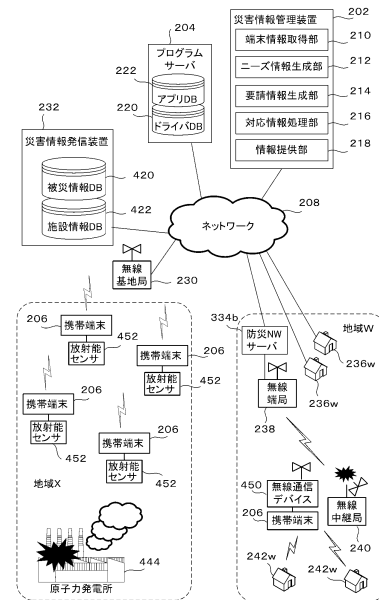 災害情報管理装置
202
端末情報取得部
210
ニーズ情報生成部
212
要請情報生成部
214
対応情報処理部
216
情報提供部
218
204
プログラム
サーバ
222
アプリDB
220
ドライバDB
232
災害情報発信装置
被災情報DB
420
施設情報DB
422
ネットワーク
208
無線
基地局
230
206
携帯端末
452
放射能
センサ
206
携帯端末
452
放射能
センサ
206
携帯端末
452
放射能
センサ
206
携帯端末
452
放射能
センサ
地域X
444
原子力発電所
334b
防災NW
サーバ
地域W
236w
236w
無線
端局
238
450
無線通信
デバイス
206
携帯端末
無線
中継局
240
242w
242w